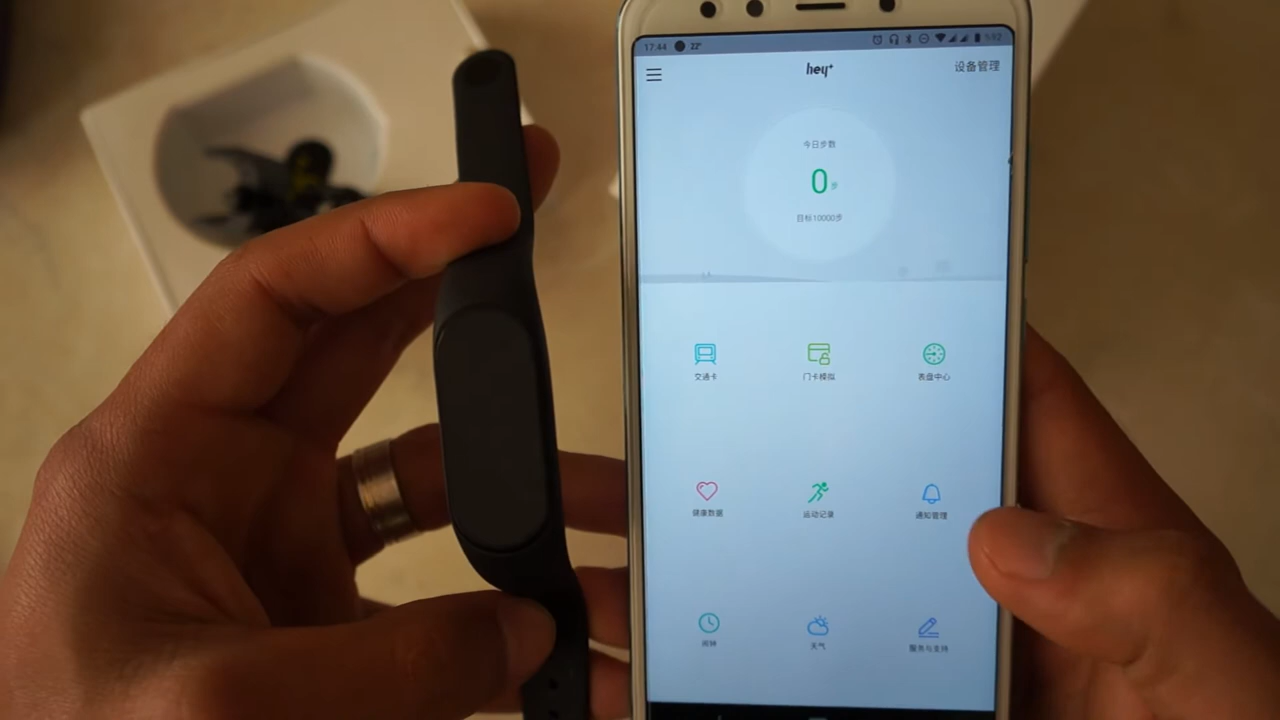 17:44 22°
hey+
设备管理
今日步数
0 步
目标10000步
交通卡
门卡模拟
表盘中心
健康数据
运动记录
通知管理
闹钟
天气
服务与支持